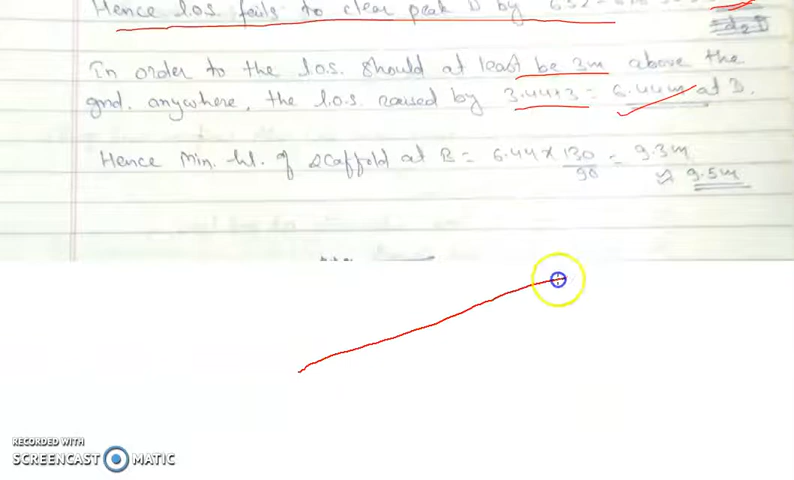 Hence l.o.s fails to clear peak D by
In order to the l.o.s. should at least be 3m above the
gnd. anywhere, the l.o.s. raised by 3.44+3 = 6.44m at D.
Hence Min. ht. of scaffold at B = 6.44 × 130/90 = 9.3m
≈ 9.5m
RECORDED WITH
SCREENCAST MATIC